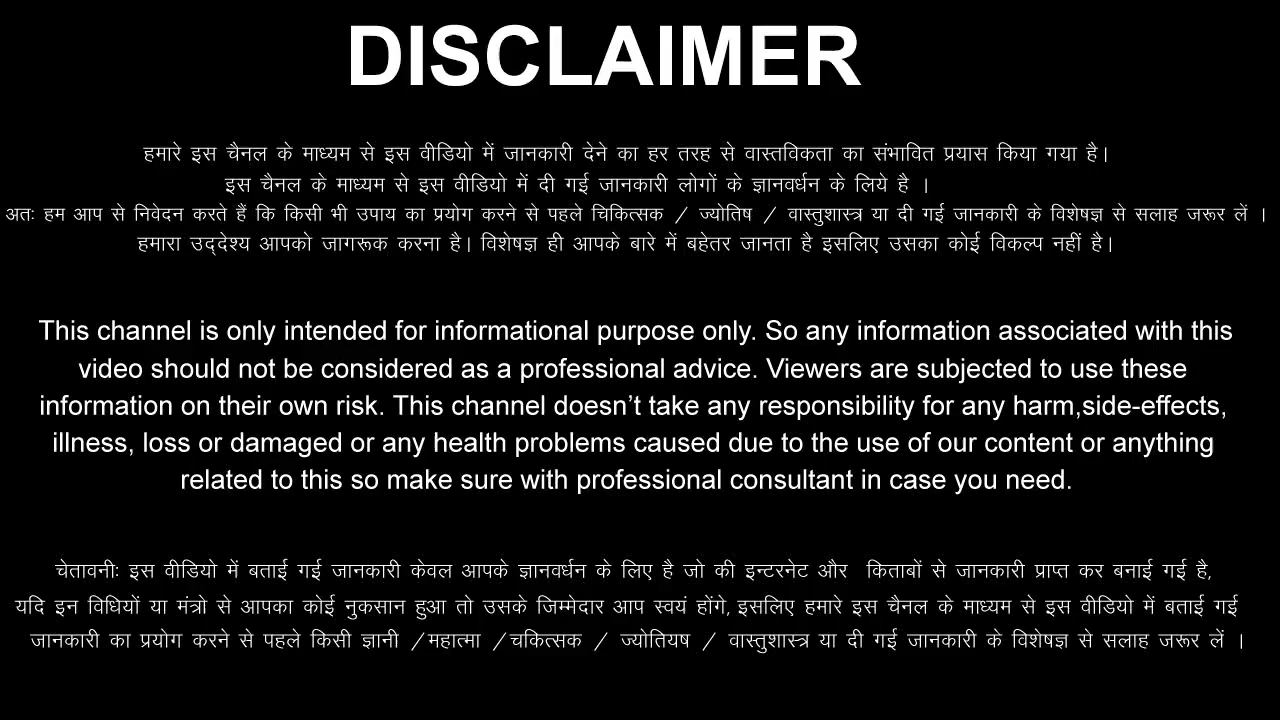 DISCLAIMER
हमारे इस चैनल के माध्यम से इस वीडियो में जानकारी देने का हर तरह से वास्तविकता का संभावित प्रयास किया गया है।
इस चैनल के माध्यम से इस वीडियो में दी गई जानकारी लोगों के ज्ञानवर्धन के लिये है ।
अतः हम आप से निवेदन करते हैं कि किसी भी उपाय का प्रयोग करने से पहले चिकित्सक / ज्योतिष / वास्तुशास्त्र या दी गई जानकारी के विशेषज्ञ से सलाह जरूर लें ।
हमारा उद्देश्य आपको जागरूक करना है। विशेषज्ञ ही आपके बारे में बहेतर जानता है इसलिए उसका कोई विकल्प नहीं है।
This channel is only intended for informational purpose only. So any information associated with this
video should not be considered as a professional advice. Viewers are subjected to use these
information on their own risk. This channel doesn’t take any responsibility for any harm,side-effects,
illness, loss or damaged or any health problems caused due to the use of our content or anything
related to this so make sure with professional consultant in case you need.
चेतावनीः इस वीडियो में बताई गई जानकारी केवल आपके ज्ञानवर्धन के लिए है जो की इन्टरनेट और किताबों से जानकारी प्राप्त कर बनाई गई है,
यदि इन विधियों या मंत्रो से आपका कोई नुकसान हुआ तो उसके जिम्मेदार आप स्वयं होंगे, इसलिए हमारे इस चैनल के माध्यम से इस वीडियो में बताई गई
जानकारी का प्रयोग करने से पहले किसी ज्ञानी /महात्मा /चकित्सक / ज्योतियष / वास्तुशास्त्र या दी गई जानकारी के विशेषज्ञ से सलाह जरूर लें ।